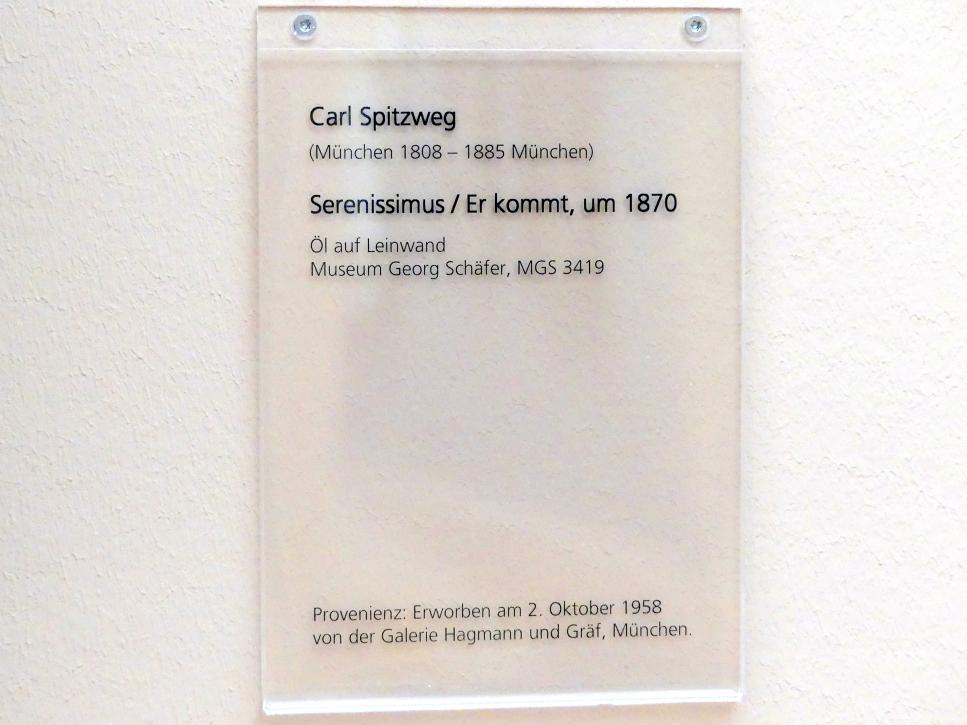 Carl Spitzweg
(München 1808 – 1885 München)
Serenissimus / Er kommt, um 1870
Öl auf Leinwand
Museum Georg Schäfer, MGS 3419
Provenienz: Erworben am 2. Oktober 1958
von der Galerie Hagmann und Gräf, München.